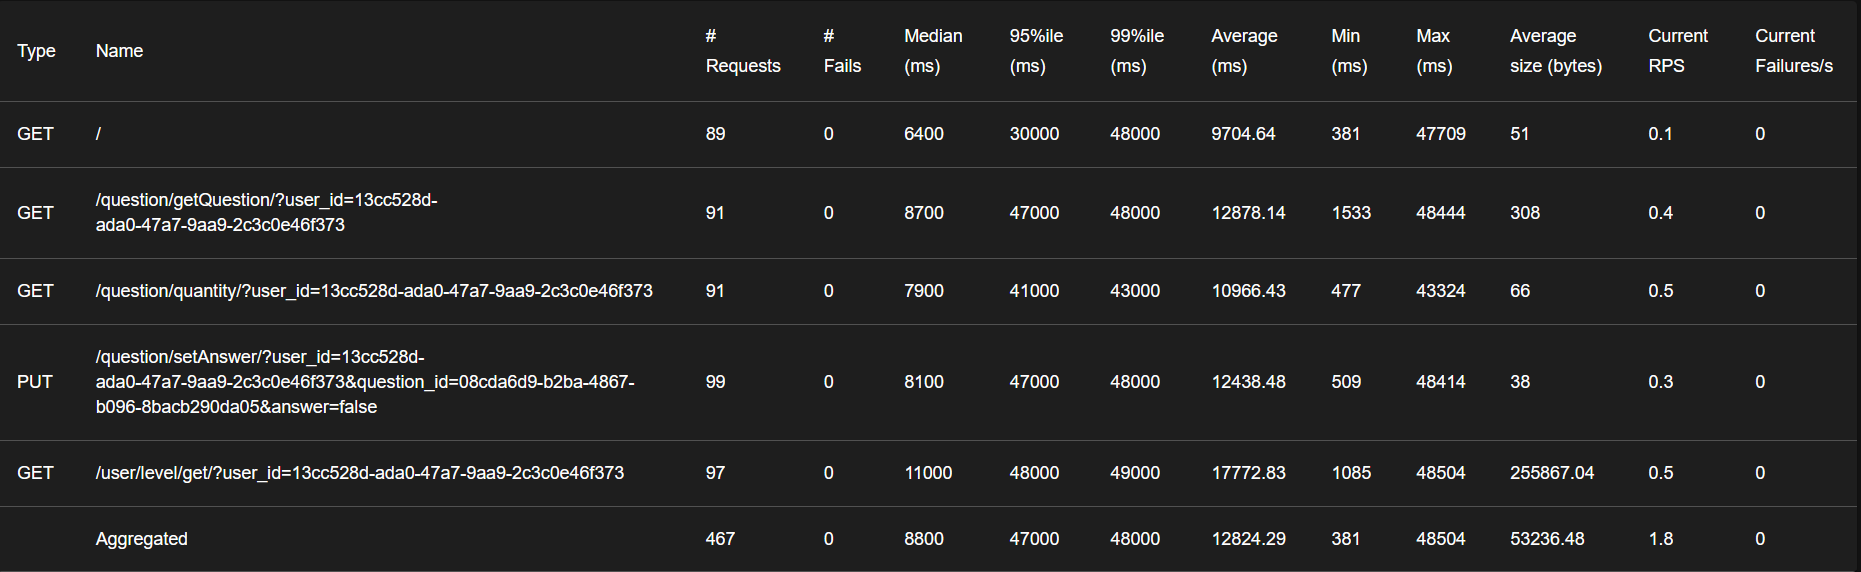 Type Name # Requests # Fails Median (ms) 95%ile (ms) 99%ile (ms) Average (ms) Min (ms) Max (ms) Average size (bytes) Current RPS Current Failures/s
GET / 89 0 6400 30000 48000 9704.64 381 47709 51 0.1 0
GET /question/getQuestion/?user_id=13cc528d-
ada0-47a7-9aa9-2c3c0e46f373 91 0 8700 47000 48000 12878.14 1533 48444 308 0.4 0
GET /question/quantity/?user_id=13cc528d-ada0-47a7-9aa9-2c3c0e46f373 91 0 7900 41000 43000 10966.43 477 43324 66 0.5 0
PUT /question/setAnswer/?user_id=13cc528d-
ada0-47a7-9aa9-2c3c0e46f373&question_id=08cda6d9-b2ba-4867-
b096-8bacb290da05&answer=false 99 0 8100 47000 48000 12438.48 509 48414 38 0.3 0
GET /user/level/get/?user_id=13cc528d-ada0-47a7-9aa9-2c3c0e46f373 97 0 11000 48000 49000 17772.83 1085 48504 255867.04 0.5 0
Aggregated 467 0 8800 47000 48000 12824.29 381 48504 53236.48 1.8 0